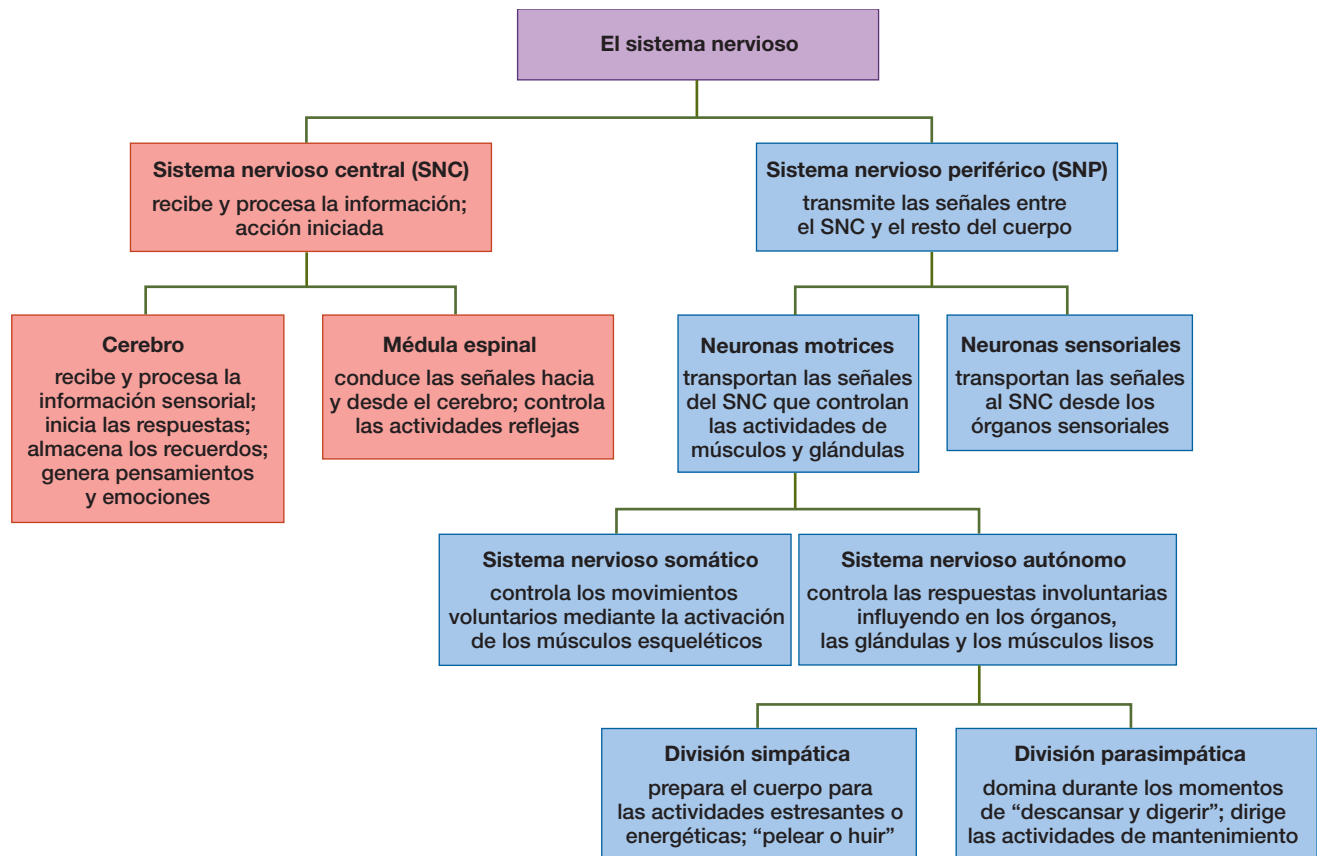 El sistema nervioso
Sistema nervioso central (SNC)
recibe y procesa la información;
acción iniciada
Sistema nervioso periférico (SNP)
transmite las señales entre
el SNC y el resto del cuerpo
Cerebro
recibe y procesa la
información sensorial;
inicia las respuestas;
almacena los recuerdos;
genera pensamientos
y emociones
Médula espinal
conduce las señales hacia
y desde el cerebro; controla
las actividades reflejas
Neuronas motrices
transportan las señales
del SNC que controlan
las actividades de
músculos y glándulas
Neuronas sensoriales
transportan las señales
al SNC desde los
órganos sensoriales
Sistema nervioso somático
controla los movimientos
voluntarios mediante la activación
de los músculos esqueléticos
Sistema nervioso autónomo
controla las respuestas involuntarias
influyendo en los órganos,
las glándulas y los músculos lisos
División simpática
prepara el cuerpo para
las actividades estresantes o
energéticas; “pelear o huir”
División parasimpática
domina durante los momentos
de “descansar y digerir”; dirige
las actividades de mantenimiento